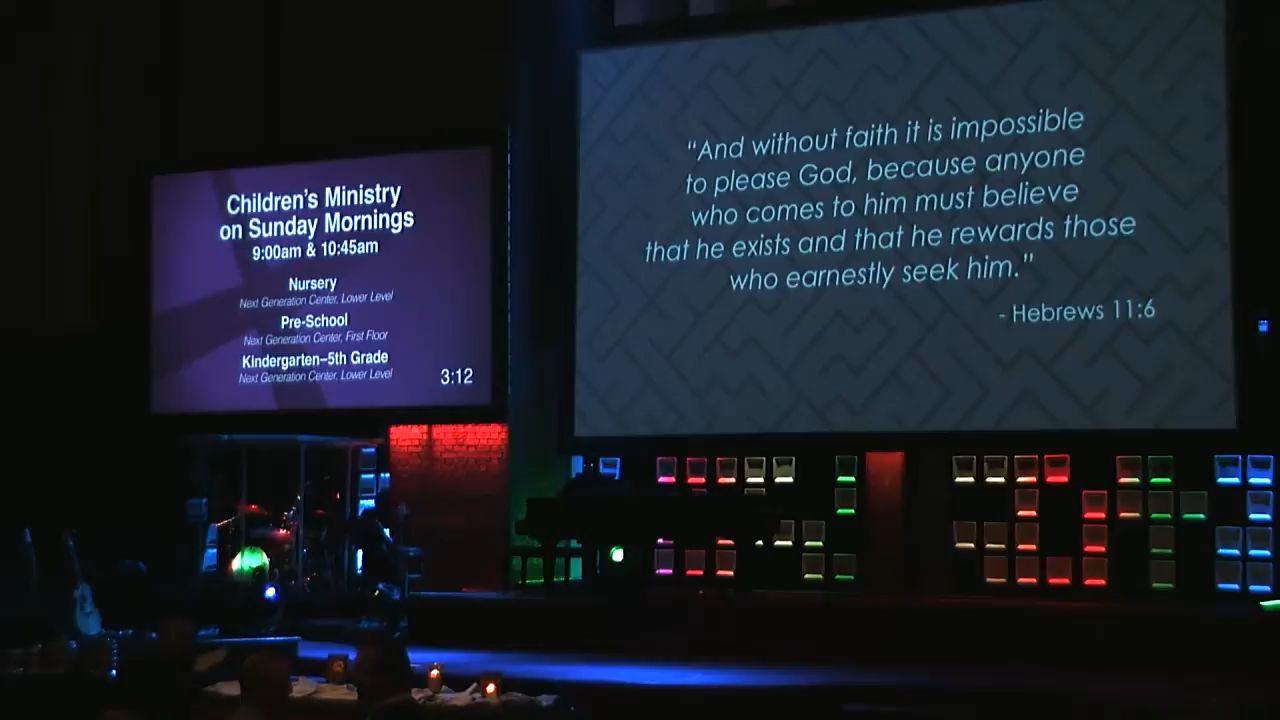 Children's Ministry
on Sunday Mornings
9:00am & 10:45am
Nursery
Next Generation Center, Lower Level
Pre-School
Next Generation Center, First Floor
Kindergarten–5th Grade
Next Generation Center, Lower Level
3:12
“And without faith it is impossible
to please God, because anyone
who comes to him must believe
that he exists and that he rewards those
who earnestly seek him.”
- Hebrews 11:6